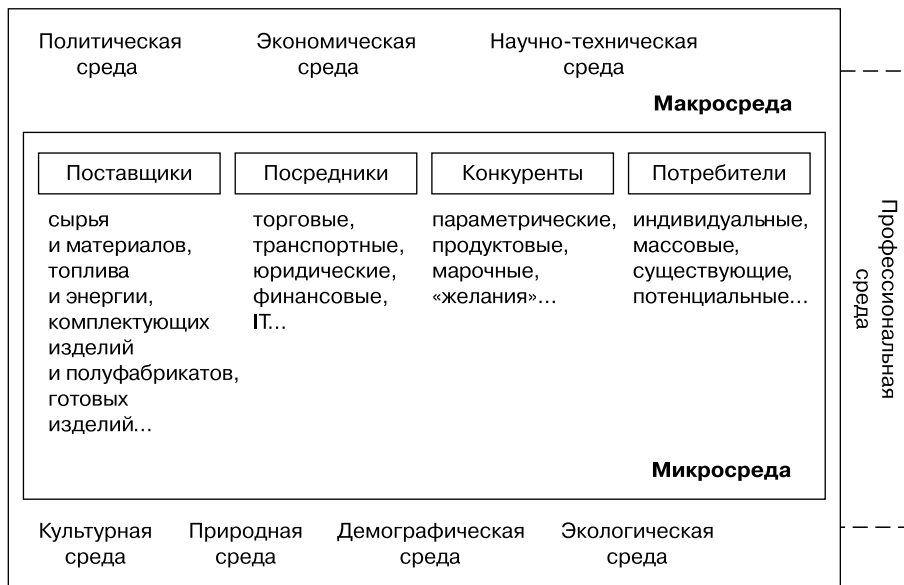 Политическая
среда
Экономическая
среда
Научно-техническая
среда
Макросреда
Поставщики
сырья
и материалов,
топлива
и энергии,
комплектующих
изделий
и полуфабрикатов,
готовых
изделий...
Посредники
торговые,
транспортные,
юридические,
финансовые,
IT...
Конкуренты
параметрические,
продуктовые,
марочные,
«желания»...
Потребители
индивидуальные,
массовые,
существующие,
потенциальные...
Микросреда
Культурная
среда
Природная
среда
Демографическая
среда
Экологическая
среда
Профессиональная
среда